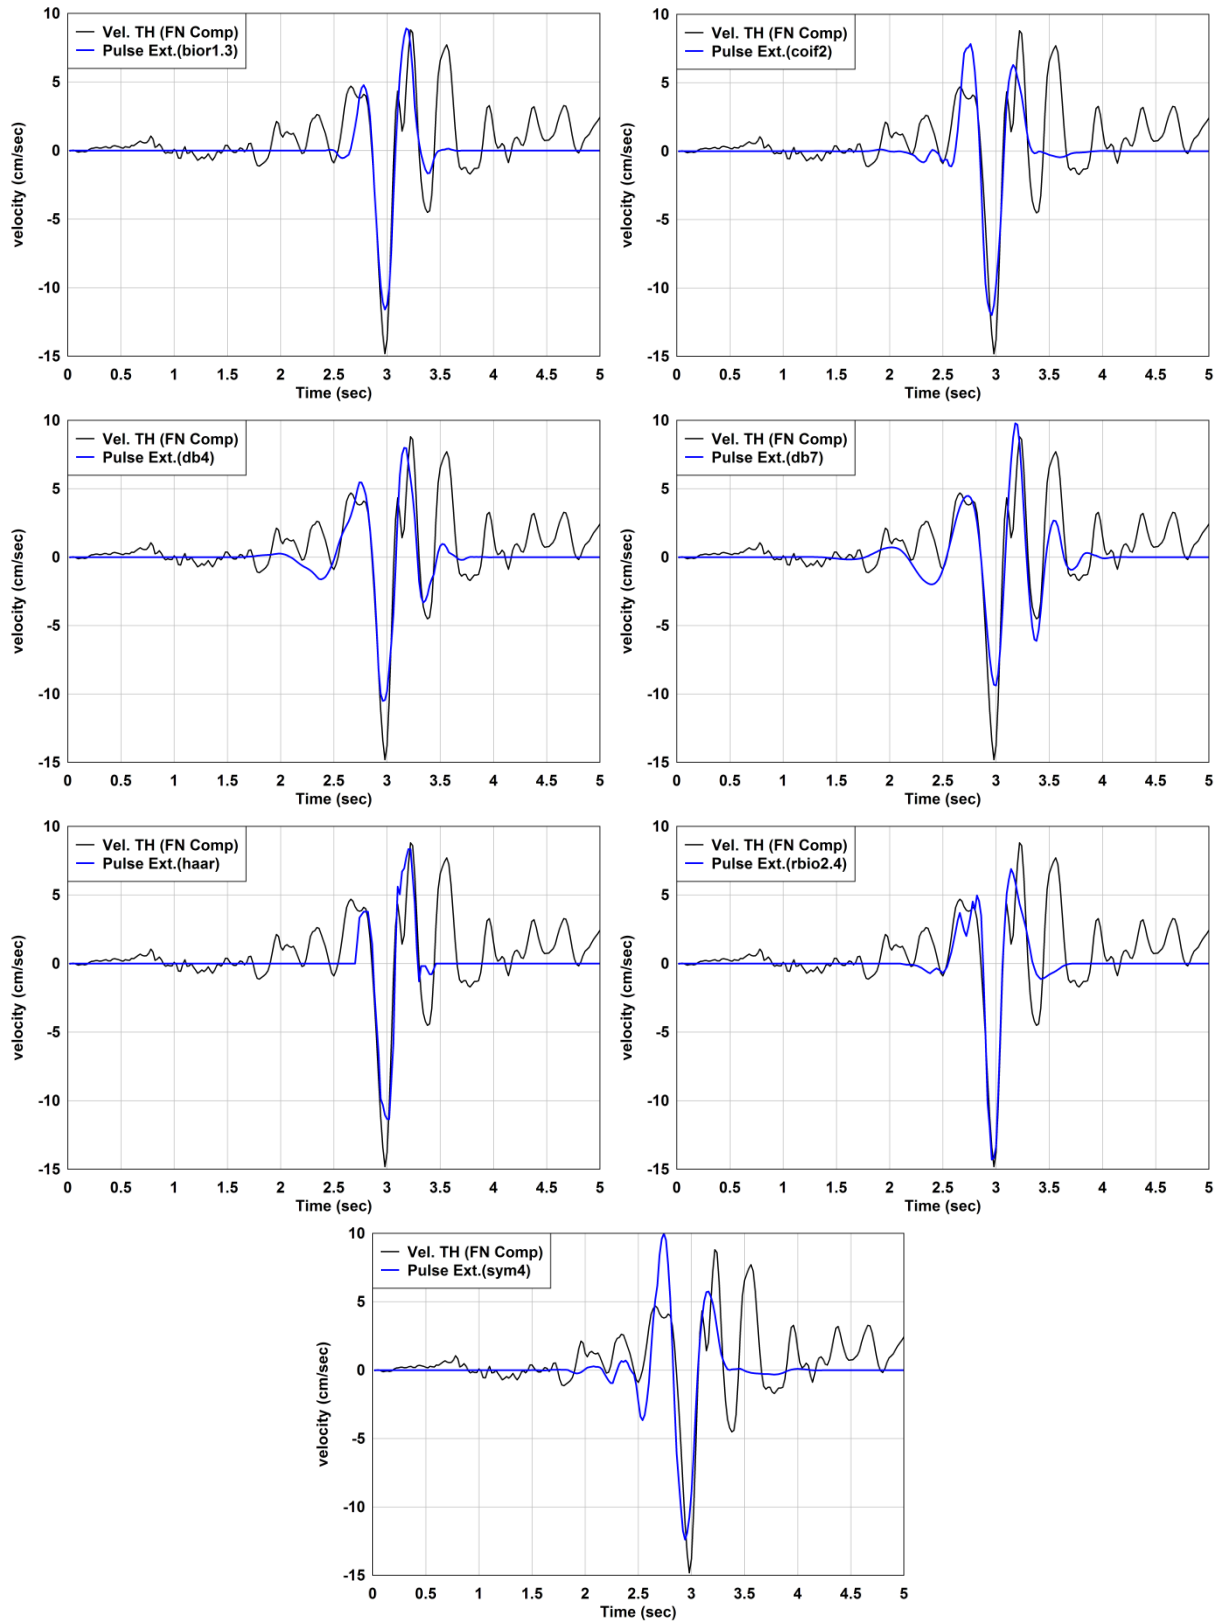 Vel. TH (FN Comp)
Pulse Ext.(bior1.3)
10
5
0
-5
-10
-15
velocity (cm/sec)
0 0.5 1 1.5 2 2.5 3 3.5 4 4.5 5
Time (sec)
Vel. TH (FN Comp)
Pulse Ext.(coif2)
10
5
0
-5
-10
-15
velocity (cm/sec)
0 0.5 1 1.5 2 2.5 3 3.5 4 4.5 5
Time (sec)
Vel. TH (FN Comp)
Pulse Ext.(db4)
10
5
0
-5
-10
-15
velocity (cm/sec)
0 0.5 1 1.5 2 2.5 3 3.5 4 4.5 5
Time (sec)
Vel. TH (FN Comp)
Pulse Ext.(db7)
10
5
0
-5
-10
-15
velocity (cm/sec)
0 0.5 1 1.5 2 2.5 3 3.5 4 4.5 5
Time (sec)
Vel. TH (FN Comp)
Pulse Ext.(haar)
10
5
0
-5
-10
-15
velocity (cm/sec)
0 0.5 1 1.5 2 2.5 3 3.5 4 4.5 5
Time (sec)
Vel. TH (FN Comp)
Pulse Ext.(rbio2.4)
10
5
0
-5
-10
-15
velocity (cm/sec)
0 0.5 1 1.5 2 2.5 3 3.5 4 4.5 5
Time (sec)
Vel. TH (FN Comp)
Pulse Ext.(sym4)
10
5
0
-5
-10
-15
velocity (cm/sec)
0 0.5 1 1.5 2 2.5 3 3.5 4 4.5 5
Time (sec)